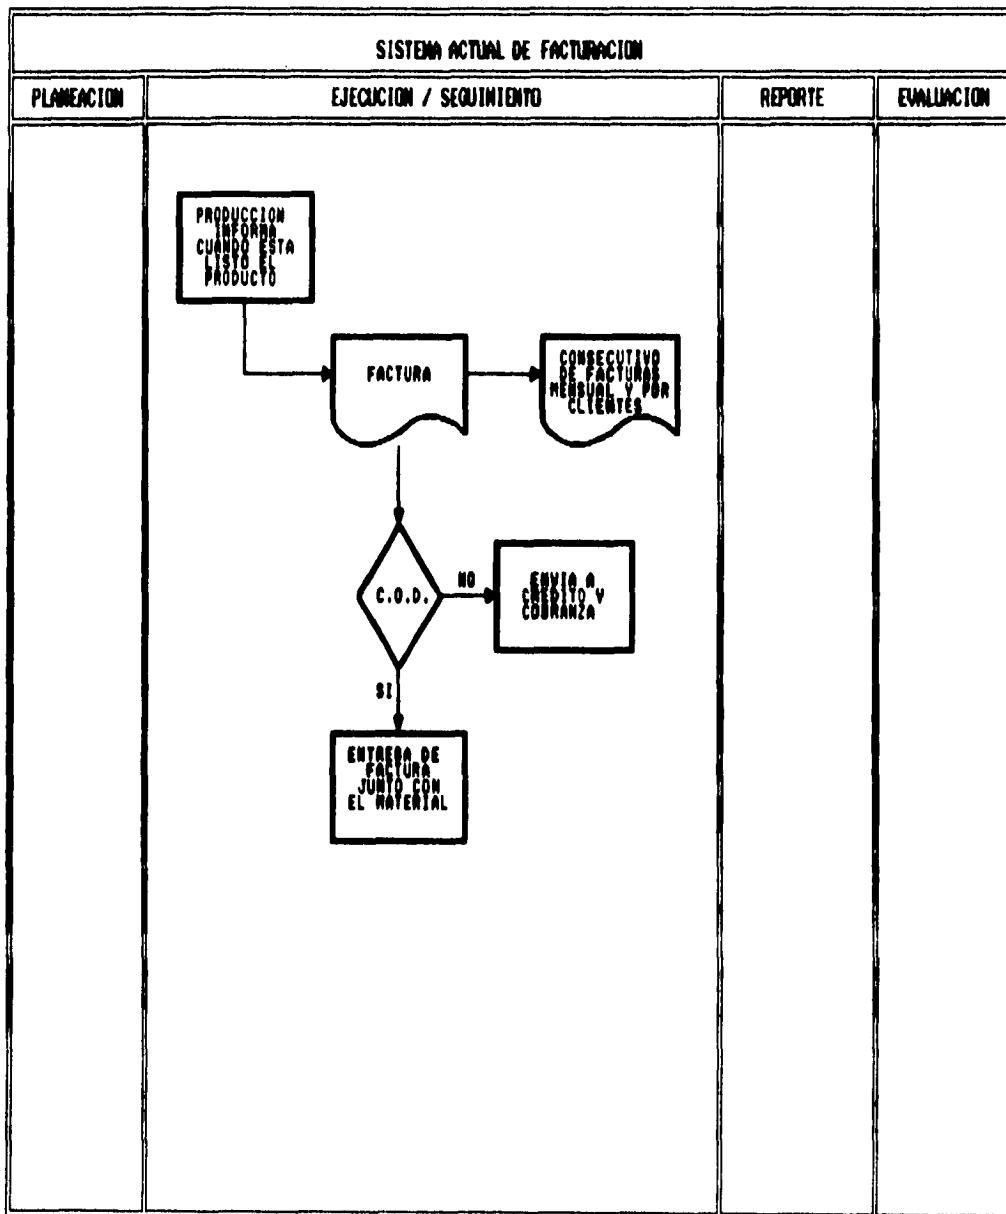 SISTEMA ACTUAL DE FACTURACION
PLANEACION
EJECUCION / SEGUIMIENTO
REPORTE
EVALUACION
PRODUCCION
INFORMA
CUANDO ESTA
LISTO EL
PRODUCTO
FACTURA
CONSECUTIVO
DE FACTURAS
MENSUAL Y POR
CLIENTES
C.O.D.
NO
ENVIA A
CREDITO Y
COBRANZA
SI
ENTREGA DE
FACTURA
JUNTO CON
EL MATERIAL